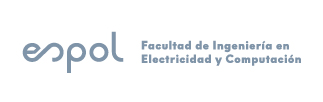 espol
Facultad de Ingeniería en
Electricidad y Computación